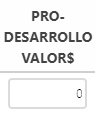 PRO-
DESARROLLO
VALOR$
0